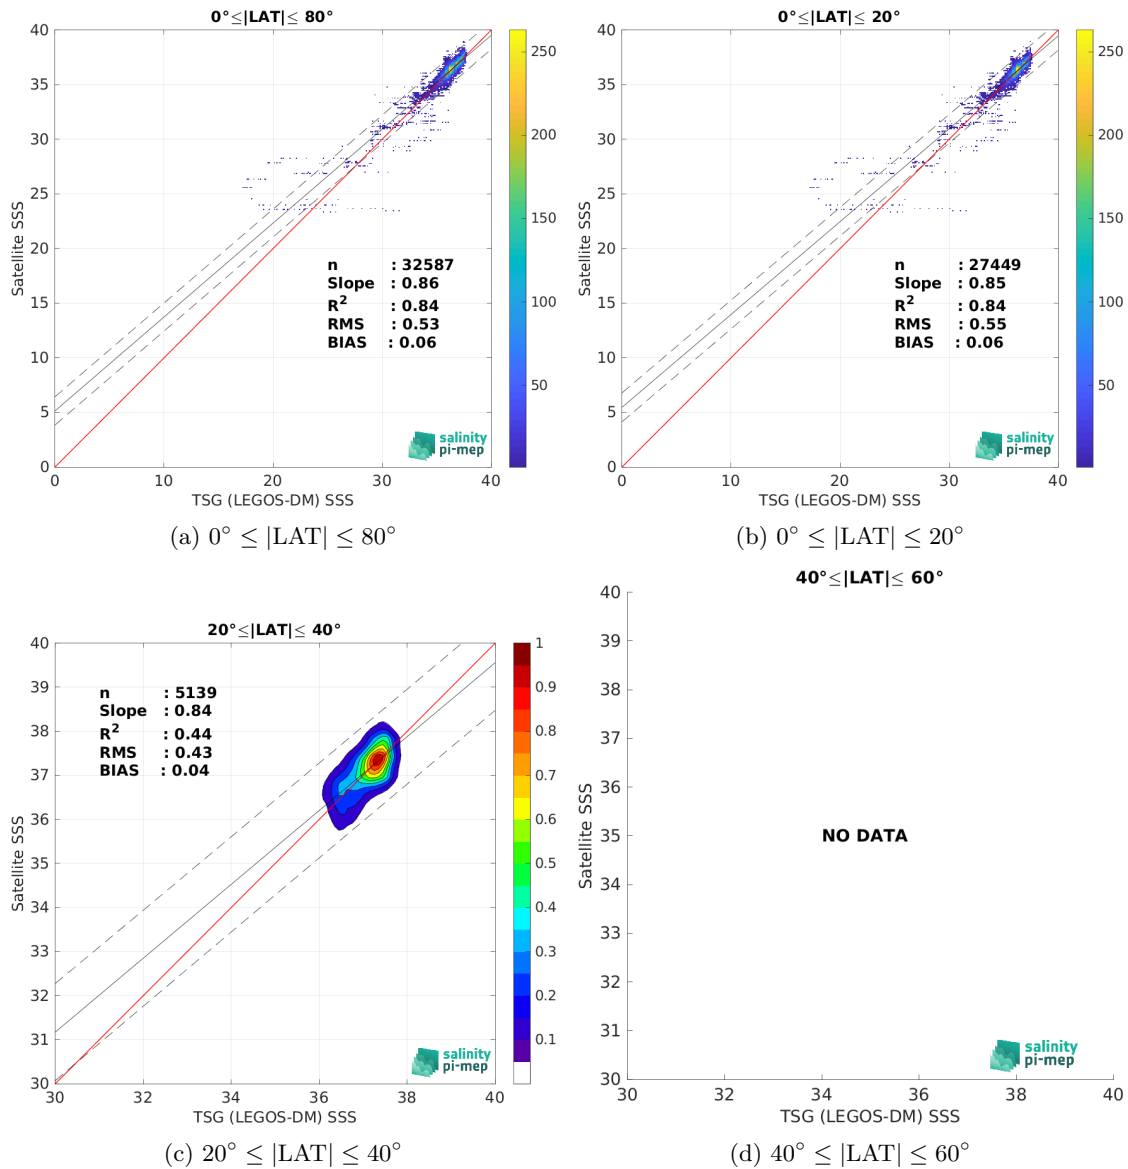 0°≤|LAT|≤ 80°
40
35
30
25
20
15
10
5
0
Satellite SSS
n : 32587
Slope : 0.86
R2 : 0.84
RMS : 0.53
BIAS : 0.06
salinity
pi-mep
0 10 20 30 40
TSG (LEGOS-DM) SSS
250
200
150
100
50
(a) 0° ≤ |LAT| ≤ 80°
0°≤|LAT|≤ 20°
40
35
30
25
20
15
10
5
0
Satellite SSS
n : 27449
Slope : 0.85
R2 : 0.84
RMS : 0.55
BIAS : 0.06
salinity
pi-mep
0 10 20 30 40
TSG (LEGOS-DM) SSS
250
200
150
100
50
(b) 0° ≤ |LAT| ≤ 20°
20°≤|LAT|≤ 40°
40
39
38
37
36
35
34
33
32
31
30
Satellite SSS
n : 5139
Slope : 0.84
R2 : 0.44
RMS : 0.43
BIAS : 0.04
salinity
pi-mep
30 32 34 36 38 40
TSG (LEGOS-DM) SSS
1
0.9
0.8
0.7
0.6
0.5
0.4
0.3
0.2
0.1
(c) 20° ≤ |LAT| ≤ 40°
40°≤|LAT|≤ 60°
40
39
38
37
36
35
34
33
32
31
30
Satellite SSS
NO DATA
salinity
pi-mep
30 32 34 36 38 40
TSG (LEGOS-DM) SSS
(d) 40° ≤ |LAT| ≤ 60°